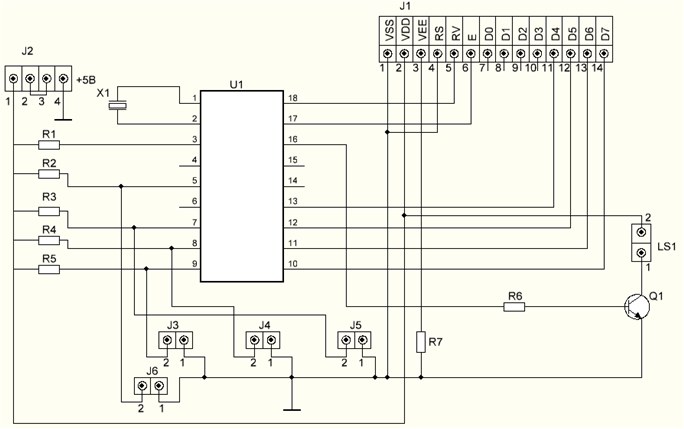 J1
VSS VDD VEE RS RV E D0 D1 D2 D3 D4 D5 D6 D7
1 2 3 4 5 6 7 8 9 10 11 12 13 14
J2
+5В
1 2 3 4
X1
U1
1 18
2 17
3 16
4 15
5 14
6 13
7 12
8 11
9 10
R1
R2
R3
R4
R5
2
LS1
1
R6
Q1
R7
J3
2 1
J4
2 1
J5
2 1
J6
2 1